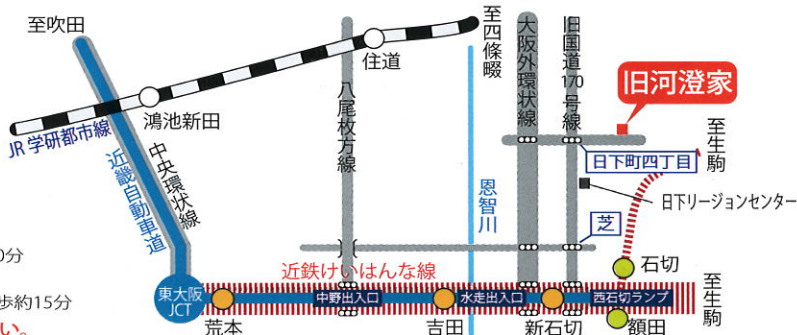 至吹田
住道
至四條畷
大阪外環状線
旧国道170号線
旧河澄家
鴻池新田
JR学研都市線
八尾枚方線
至生駒
日下町四丁目
近畿自動車道
中央環状線
恩智川
日下リージョンセンター
芝
0分
近鉄けいはんな線
石切
歩約15分
東大阪
JCT
中野出入口
水走出入口
西石切ランプ
至生駒
い。
荒本
吉田
新石切
額田